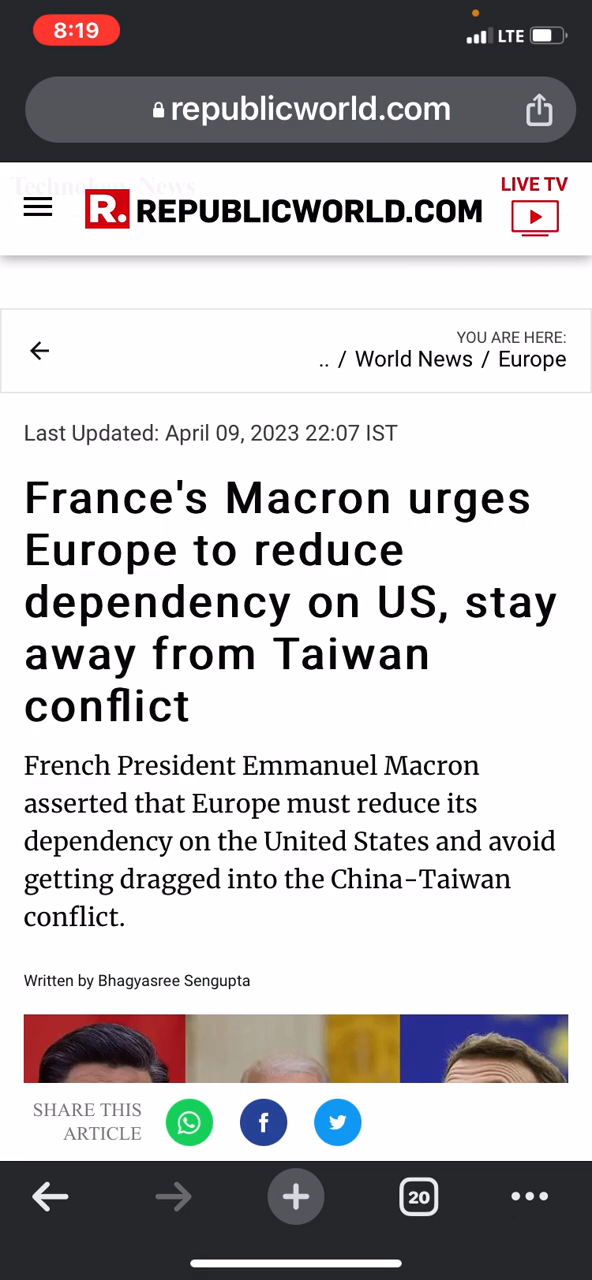 8:19
LTE
republicworld.com
Technology News
LIVE TV
R. REPUBLICWORLD.COM
YOU ARE HERE:
.. / World News / Europe
Last Updated: April 09, 2023 22:07 IST
France's Macron urges
Europe to reduce
dependency on US, stay
away from Taiwan
conflict
French President Emmanuel Macron
asserted that Europe must reduce its
dependency on the United States and avoid
getting dragged into the China-Taiwan
conflict.
Written by Bhagyasree Sengupta
SHARE THIS
ARTICLE
f
20